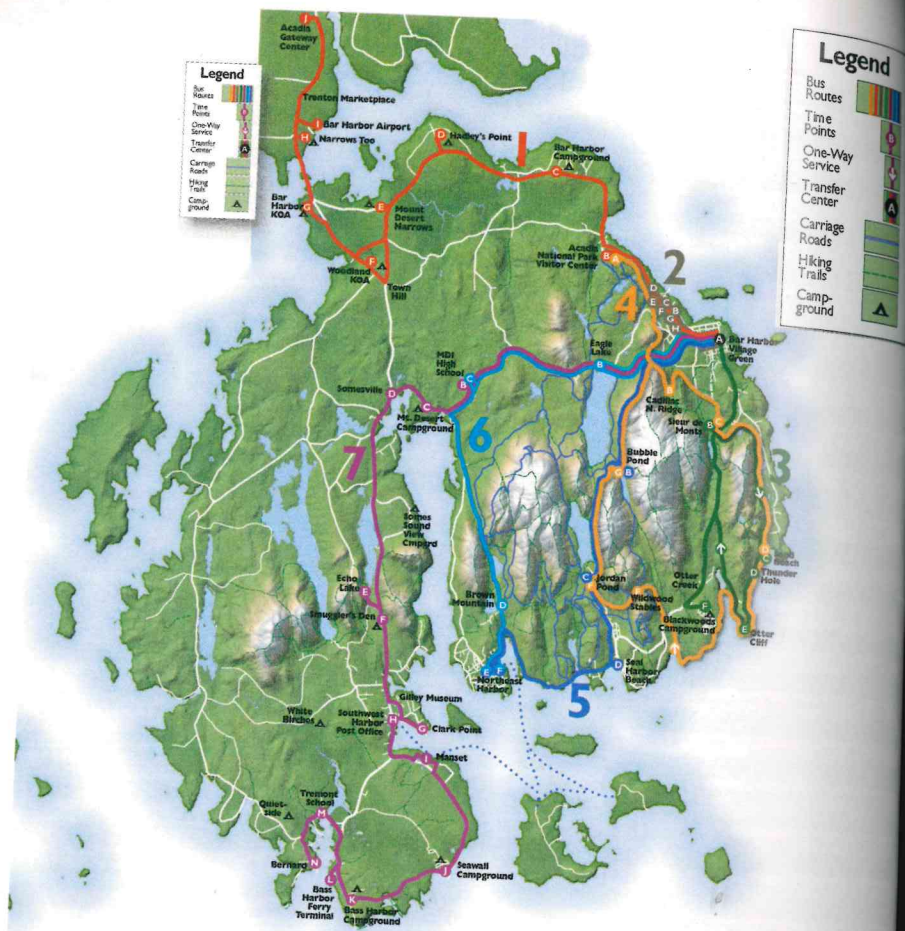 J
Acadia
Gateway
Center
Legend
Bus
Routes
Time
Points
One-Way
Service
Transfer
Center
A
Carriage
Roads
Hiking
Trails
Camp-
ground
Trenton Marketplace
I Bar Harbor Airport
H Narrows Too
D Hadley's Point
1
Bar Harbor
Campground
C
Bar
Harbor
KOA
G
E
Mount
Desert
Narrows
F
Woodland
KOA
Town
Hill
Acadia
National Park
Visitor Center
B A
2
D
C
E
B
F
G
H
4
A Bar Harbor
Village
Green
Eagle
Lake
B
MDI
High
School
C
B
Somesville
D
C
Mt. Desert
Campground
6
7
Cadillac
N. Ridge
Sieur de
Monts
B
C
3
Bubble
Pond
G B
Somes
Sound
View
Cmpgrd
Echo
Lake
E
Smuggler's Den
F
Brown
Mountain
D
C
Jordan
Pond
Wildwood
Stables
Otter
Creek
F
Blackwoods
Campground
D
C
Beach
D
Thunder
Hole
E
Otter
Cliff
D
Seal
Harbor
Beach
5
E F
Northeast
Harbor
Gilley Museum
Southwest
Harbor
Post Office
H
G Clark Point
White
Birches
I Manset
Quiet-
side
Tremont
School
M
Bernard N
L
Bass
Harbor
Ferry
Terminal
K
Bass Harbor
Campground
J
Seawall
Campground
Legend
Bus
Routes
Time
Points
B
One-Way
Service
Transfer
Center
A
Carriage
Roads
Hiking
Trails
Camp-
ground